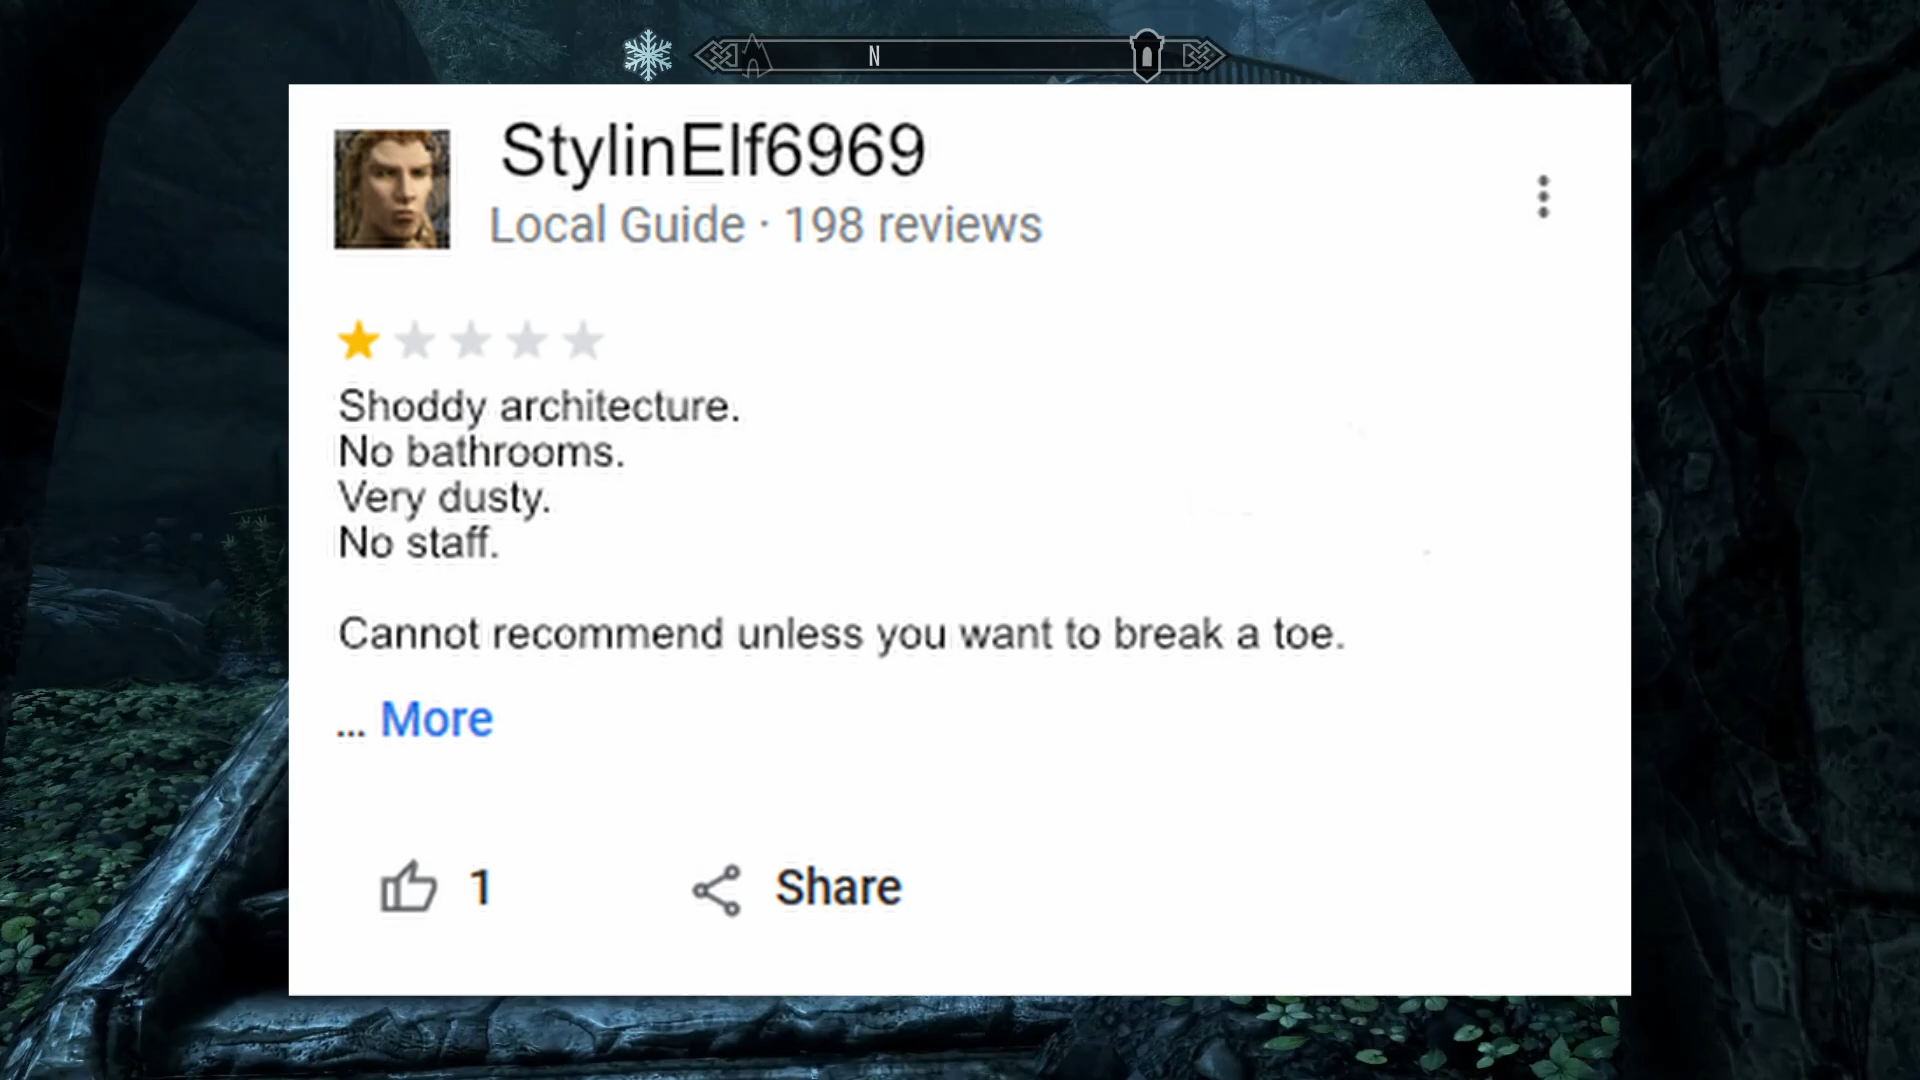 N
StylinElf6969
Local Guide · 198 reviews
Shoddy architecture.
No bathrooms.
Very dusty.
No staff.
Cannot recommend unless you want to break a toe.
... More
1
Share